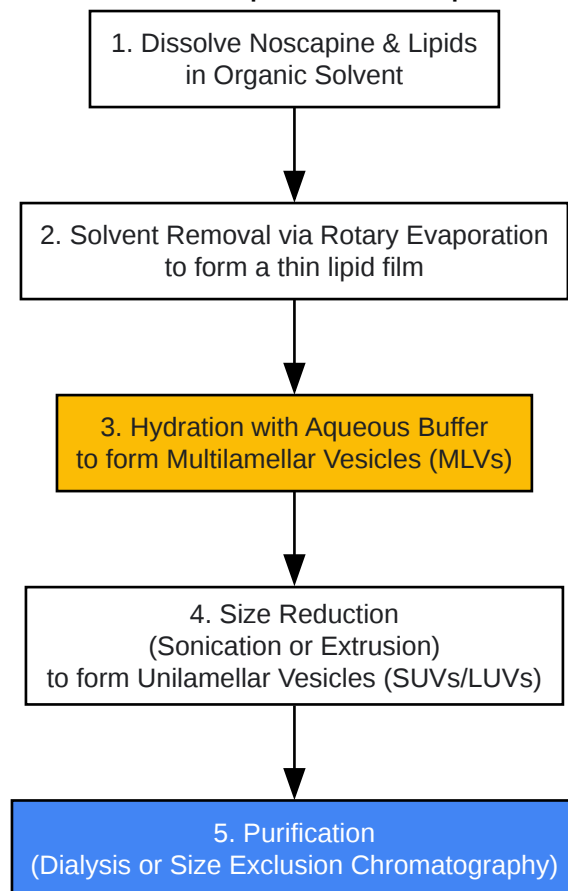 1. Dissolve Noscapine & Lipids
in Organic Solvent
2. Solvent Removal via Rotary Evaporation
to form a thin lipid film
3. Hydration with Aqueous Buffer
to form Multilamellar Vesicles (MLVs)
4. Size Reduction
(Sonication or Extrusion)
to form Unilamellar Vesicles (SUVs/LUVs)
5. Purification
(Dialysis or Size Exclusion Chromatography)